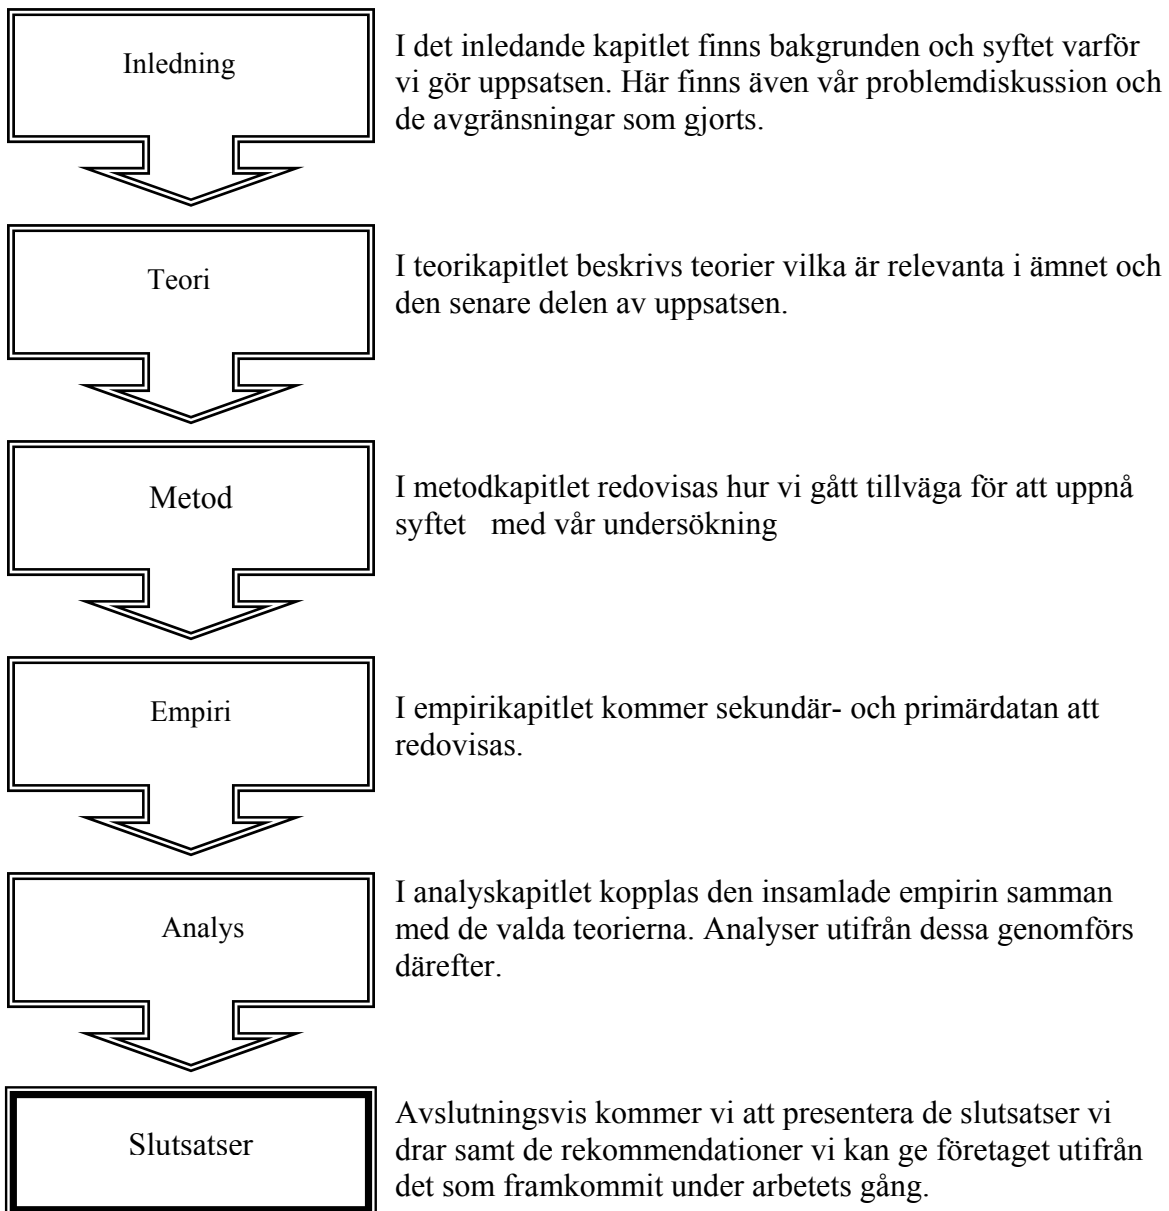 Inledning
I det inledande kapitlet finns bakgrunden och syftet varför
vi gör uppsatsen. Här finns även vår problemdiskussion och
de avgränsningar som gjorts.
Teori
I teorikapitlet beskrivs teorier vilka är relevanta i ämnet och
den senare delen av uppsatsen.
Metod
I metodkapitlet redovisas hur vi gått tillväga för att uppnå
syftet   med vår undersökning
Empiri
I empirikapitlet kommer sekundär- och primärdatan att
redovisas.
Analys
I analyskapitlet kopplas den insamlade empirin samman
med de valda teorierna. Analyser utifrån dessa genomförs
därefter.
Slutsatser
Avslutningsvis kommer vi att presentera de slutsatser vi
drar samt de rekommendationer vi kan ge företaget utifrån
det som framkommit under arbetets gång.